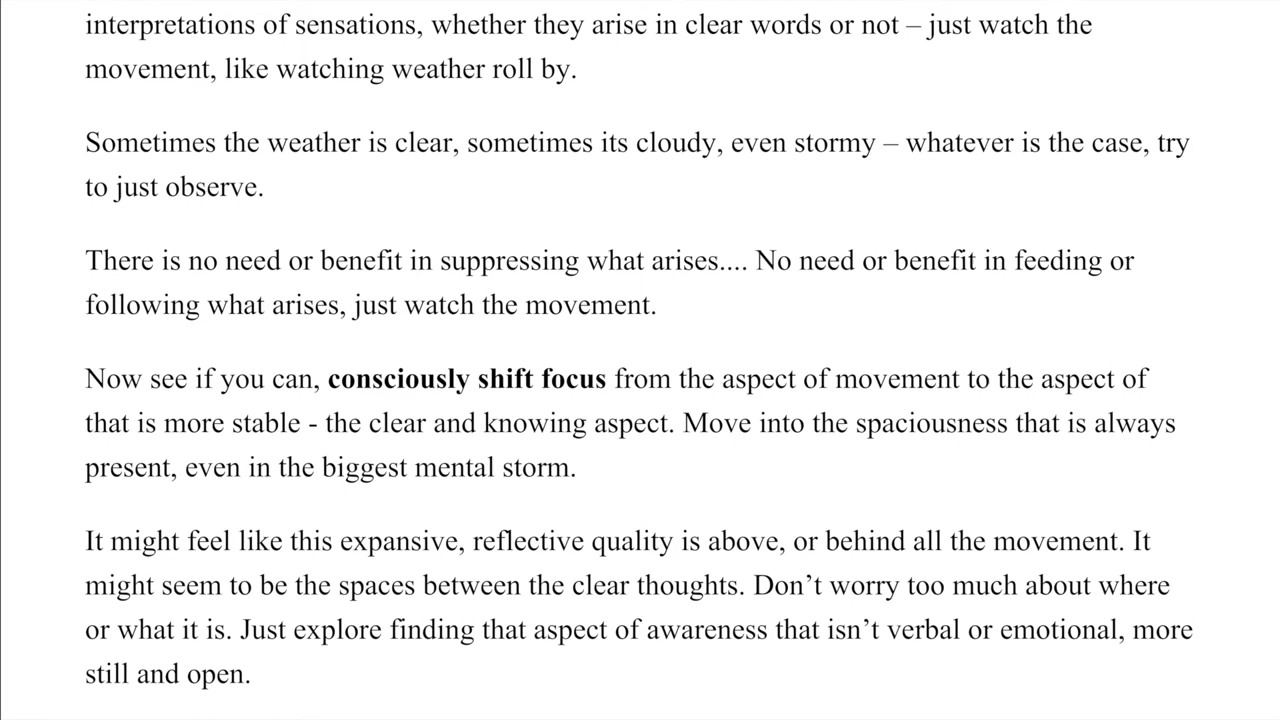 interpretations of sensations, whether they arise in clear words or not – just watch the
movement, like watching weather roll by.
Sometimes the weather is clear, sometimes its cloudy, even stormy – whatever is the case, try
to just observe.
There is no need or benefit in suppressing what arises.... No need or benefit in feeding or
following what arises, just watch the movement.
Now see if you can, consciously shift focus from the aspect of movement to the aspect of
that is more stable - the clear and knowing aspect. Move into the spaciousness that is always
present, even in the biggest mental storm.
It might feel like this expansive, reflective quality is above, or behind all the movement. It
might seem to be the spaces between the clear thoughts. Don’t worry too much about where
or what it is. Just explore finding that aspect of awareness that isn’t verbal or emotional, more
still and open.